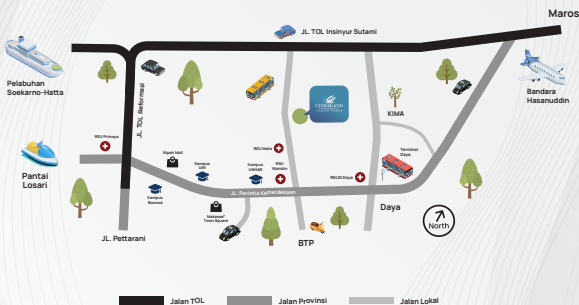 Maros
JL. TOL Insinyur Sutami
Pelabuhan
Soekarno-Hatta
Bandara
Hasanuddin
JL. TOL Reformasi
CITRALAND
KIMA
RSU Primaya
Nipah Mall
RSU Mata
Terminal
Daya
Pantai
Losari
Kampus
UMI
Kampus
UNHAS
RSU
Wahidin
RSUD Daya
Kampus
Bosowa
JL. Perintis Kemerdekaan
Makassar
Town Square
Daya
North
JL. Pettarani
BTP
Jalan TOL
Jalan Provinsi
Jalan Lokal